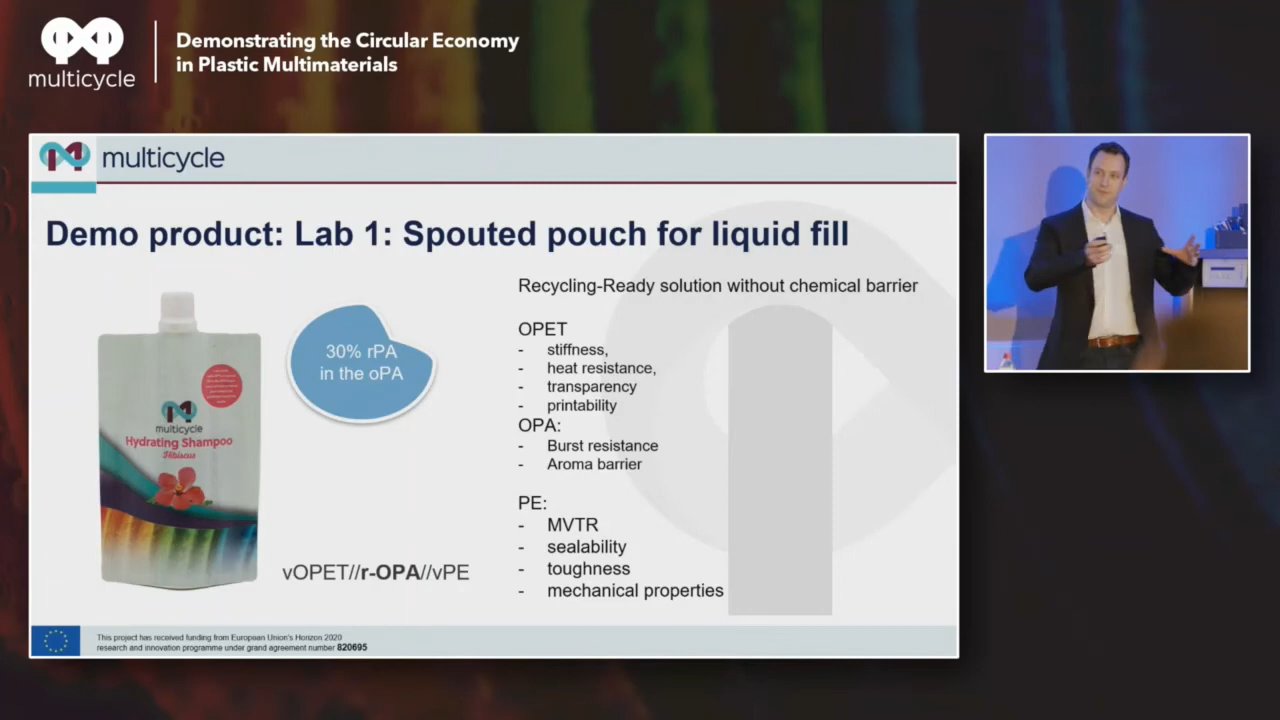 multicycle
Demonstrating the Circular Economy
in Plastic Multimaterials
multicycle
Demo product: Lab 1: Spouted pouch for liquid fill
multicycle
Hydrating Shampoo
Hibiscus
30% rPA
in the oPA
vOPET//r-OPA//vPE
Recycling-Ready solution without chemical barrier
OPET
- stiffness,
- heat resistance,
- transparency
- printability
OPA:
- Burst resistance
- Aroma barrier
PE:
- MVTR
- sealability
- toughness
- mechanical properties
This project has received funding from European Union's Horizon 2020
research and innovation programme under grand agreement number 820695